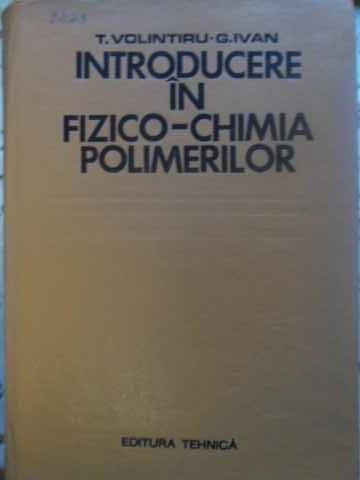 T. VOLINTIRU - G. IVAN
INTRODUCERE
ÎN
FIZICO-CHIMIA
POLIMERILOR
EDITURA TEHNICĂ